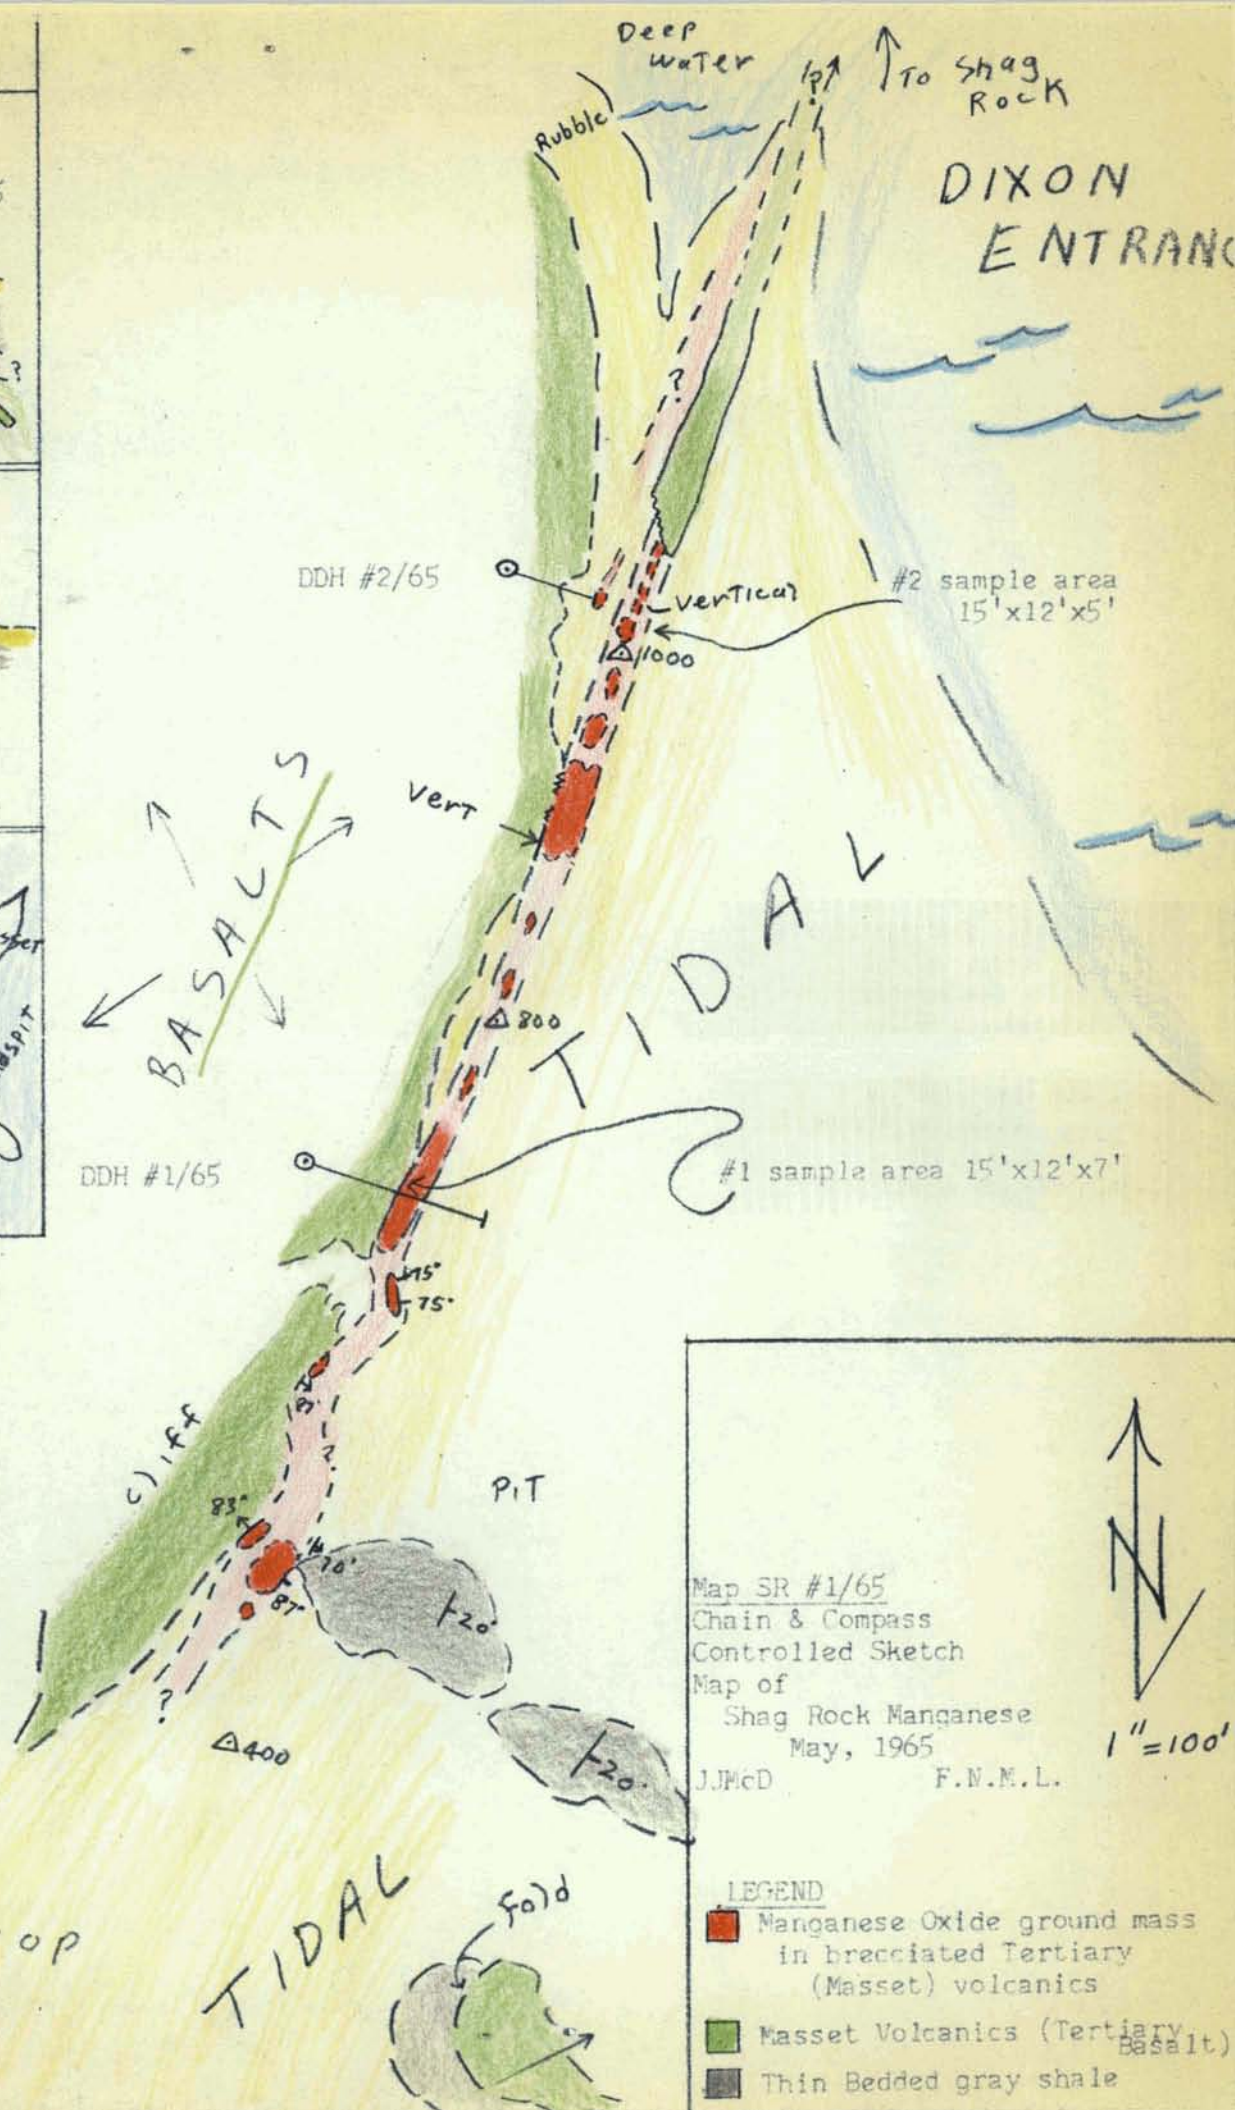 Deep
water
↑ To Shag
Rock
Rubble
?
DIXON
ENTRANC
?
?
DDH #2/65
vertical
#2 sample area
15'x12'x5'
1000
Vert
BASALTS
TIDAL
800
DDH #1/65
#1 sample area 15'x12'x7'
75°
75°
?
Cliff
PIT
83°
70°
87°
20°
20°
?
400
N
1"=100'
Map SR #1/65
Chain & Compass
Controlled Sketch
Map of
Shag Rock Manganese
May, 1965
JJMcD F.N.M.L.
op
TIDAL
fold
LEGEND
Manganese Oxide ground mass
in brecciated Tertiary
(Masset) volcanics
Masset Volcanics (Tertiary
Basalt)
Thin Bedded gray shale